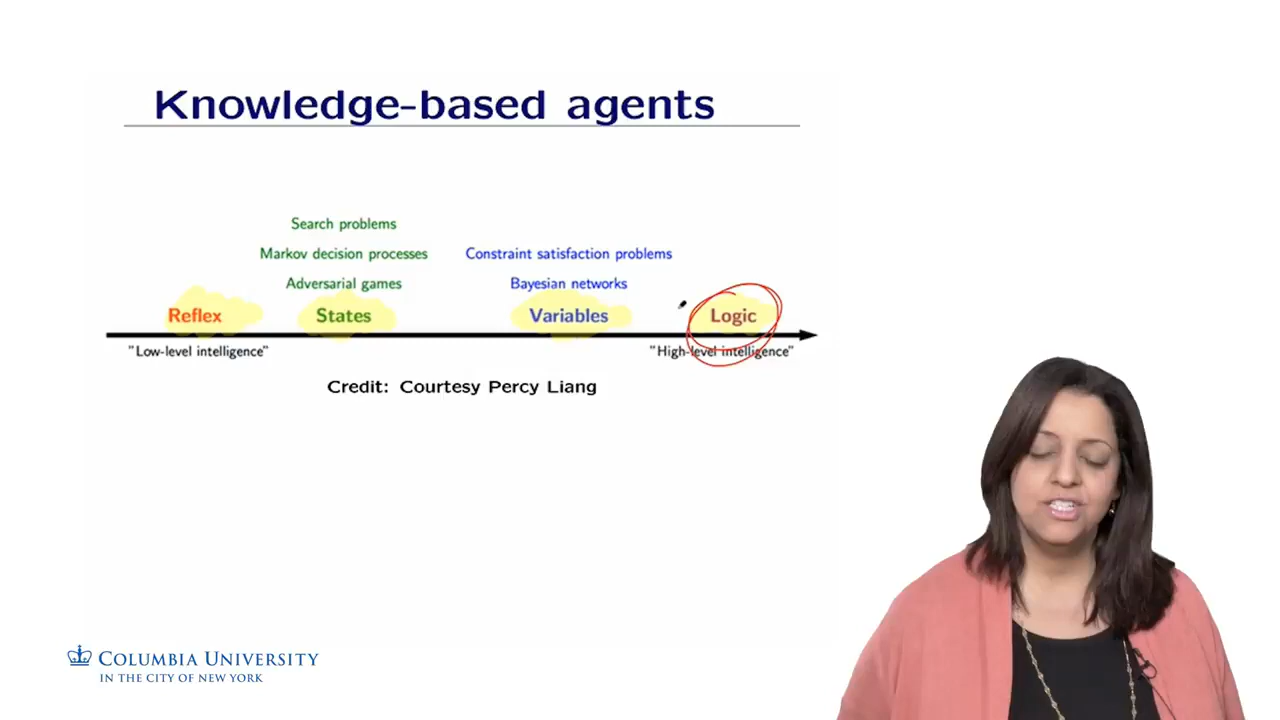 Knowledge-based agents
Search problems
Markov decision processes
Constraint satisfaction problems
Adversarial games
Bayesian networks
Reflex
States
Variables
Logic
"Low-level intelligence"
"High-level intelligence"
Credit: Courtesy Percy Liang
COLUMBIA UNIVERSITY
IN THE CITY OF NEW YORK